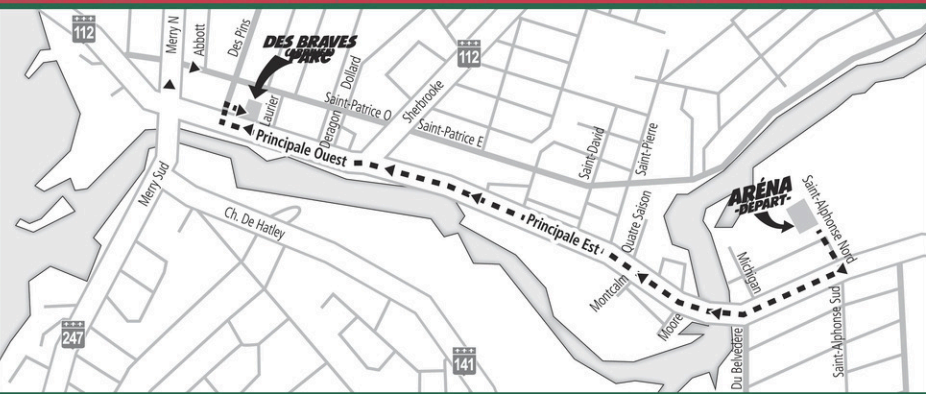 112
Merry N
Abbott
Des Pins
DES BRAVES
PARC
Laurier
Dollard
Deragon
Saint-Patrice O
Sherbrooke
112
Saint-Patrice E
Principale Ouest
Principale Est
Saint-David
Saint-Pierre
Quatre Saison
Montcalm
Moore
ARÉNA
-DÉPART-
Saint-Alphonse Nord
Michigan
Du Belvédère
Saint-Alphonse Sud
Merry Sud
Ch. De Hatley
247
141